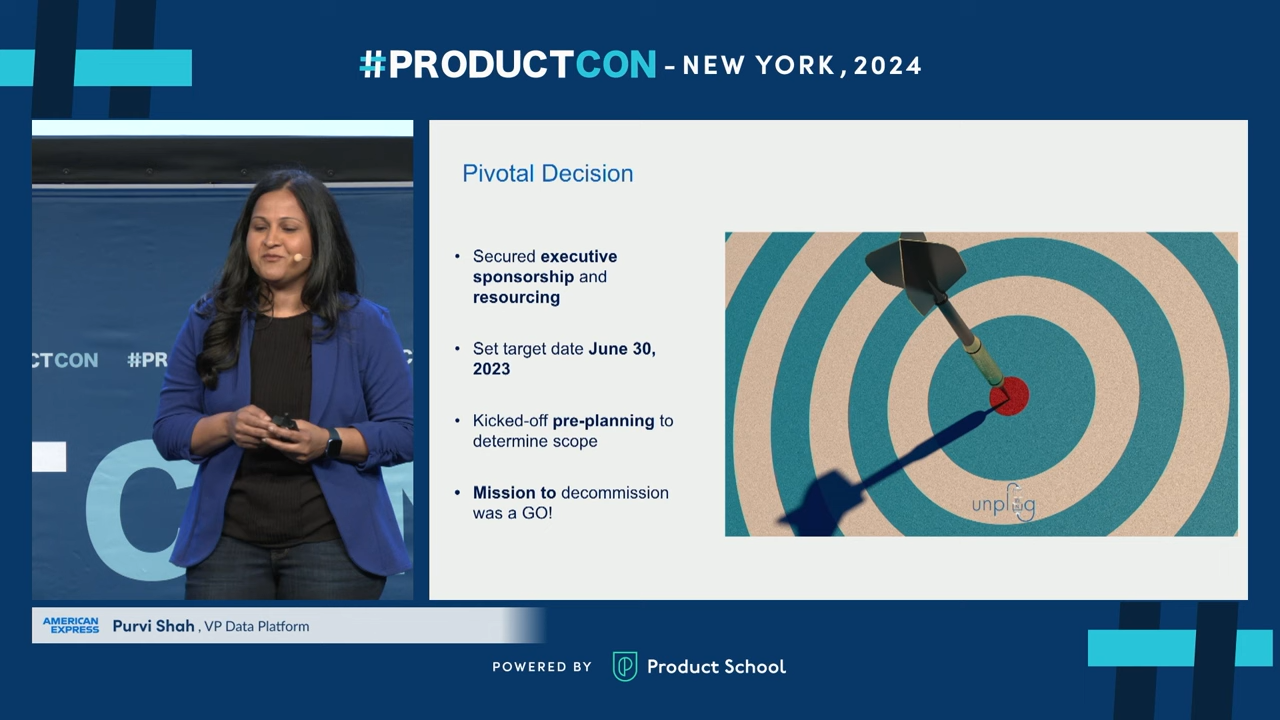 #PRODUCTCON - NEW YORK, 2024
CTCON #PR
C
Pivotal Decision
• Secured executive
sponsorship and
resourcing
• Set target date June 30,
2023
• Kicked-off pre-planning to
determine scope
• Mission to decommission
was a GO!
unplug
AMERICAN
EXPRESS
Purvi Shah, VP Data Platform
POWERED BY Product School